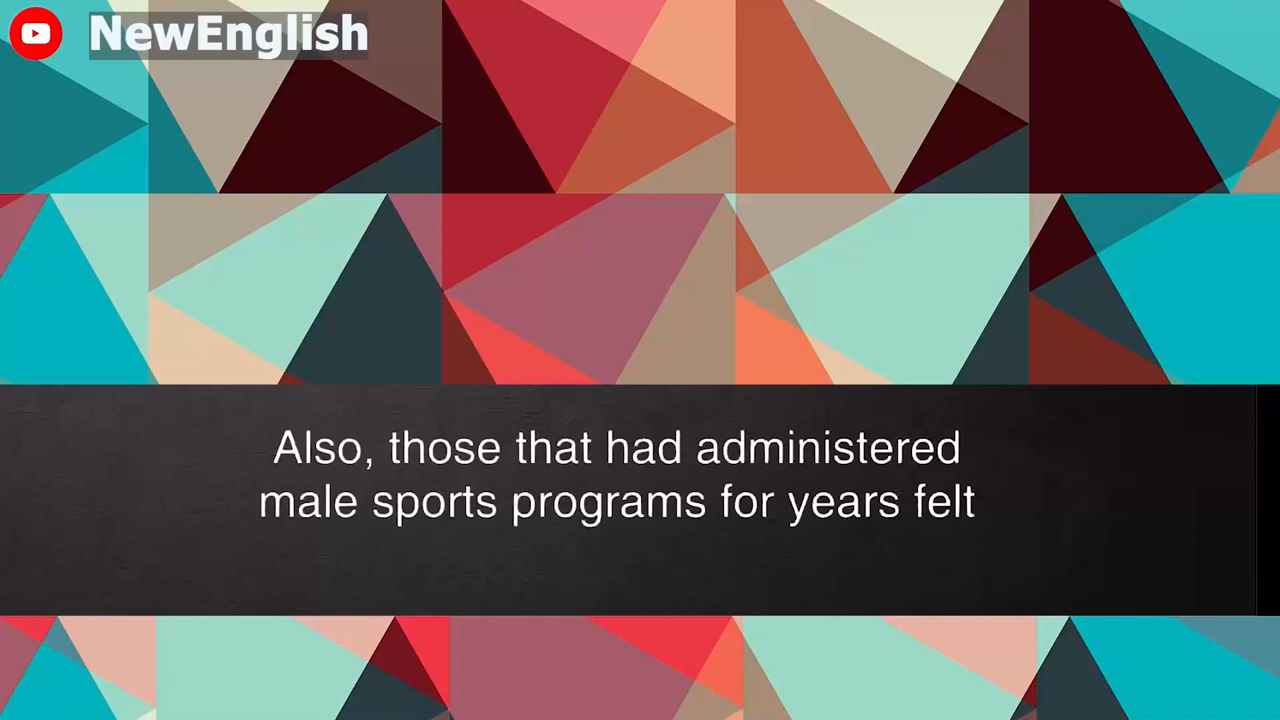 NewEnglish
Also, those that had administered
male sports programs for years felt